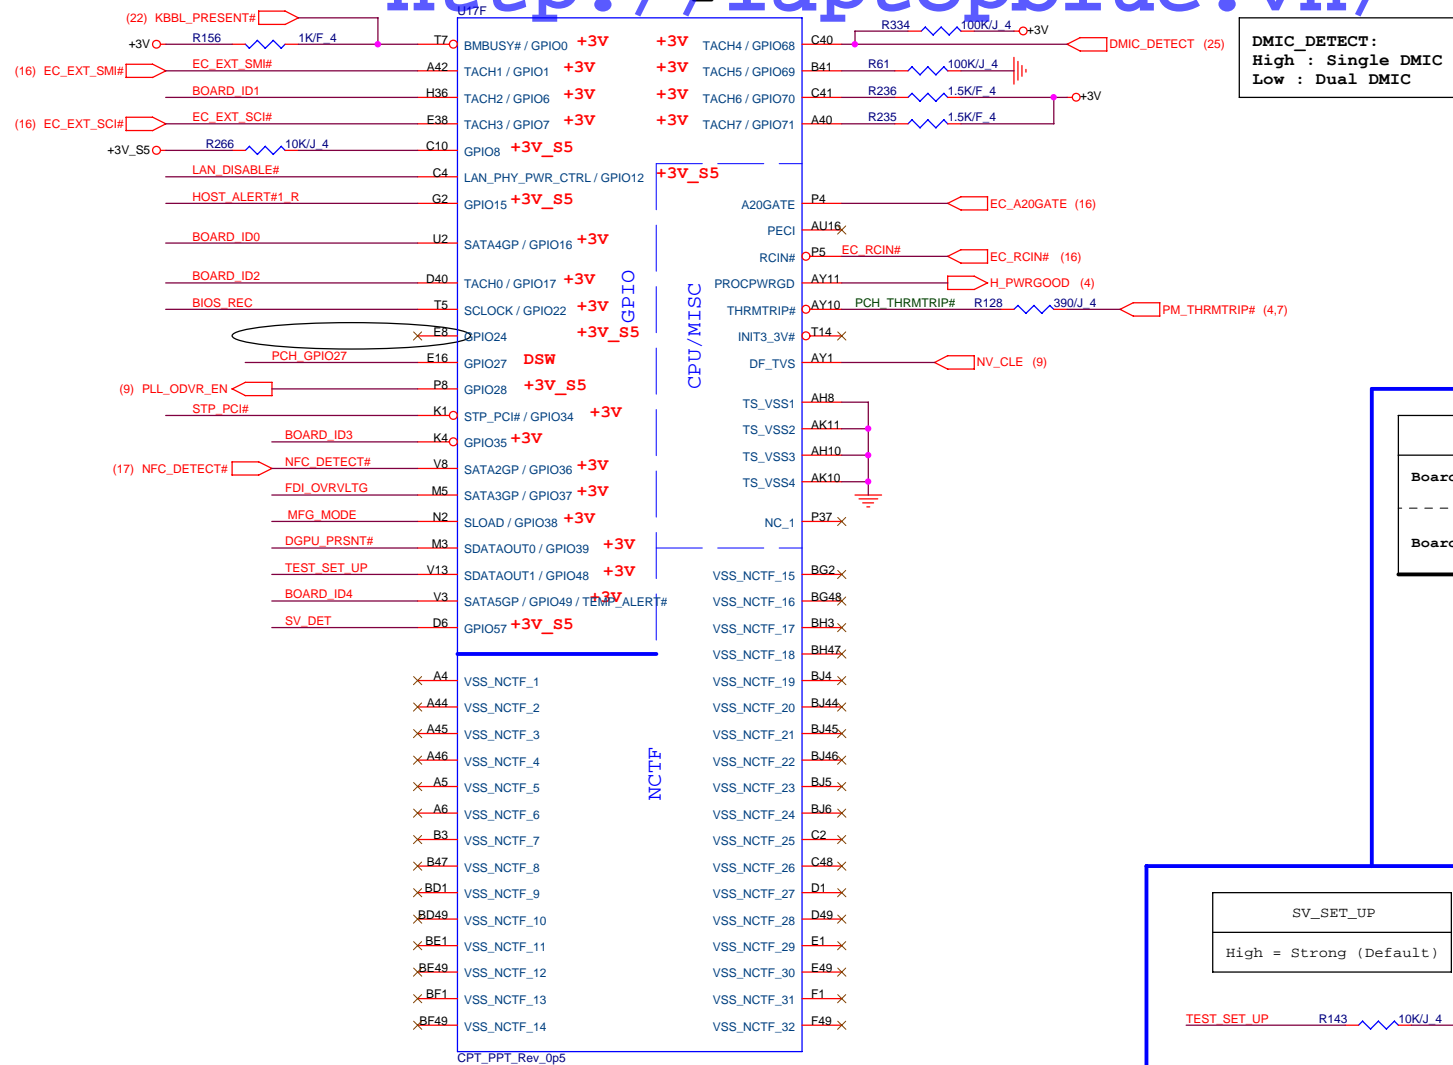 http://laptopblue.vn/
U17F
(22) KBBL_PRESENT#
+3V R156 1K/F_4 T7 BMBUSY# / GPIO0 +3V
(16) EC_EXT_SMI# EC_EXT_SMI# A42 TACH1 / GPIO1 +3V
BOARD_ID1 H36 TACH2 / GPIO6 +3V
(16) EC_EXT_SCI# EC_EXT_SCI# E38 TACH3 / GPIO7 +3V
+3V_S5 R266 10K/J_4 C10 GPIO8 +3V_S5
LAN_DISABLE# C4 LAN_PHY_PWR_CTRL / GPIO12 +3V_S5
HOST_ALERT#1_R G2 GPIO15 +3V_S5
BOARD_ID0 U2 SATA4GP / GPIO16 +3V
BOARD_ID2 D40 TACH0 / GPIO17 +3V
BIOS_REC T5 SCLOCK / GPIO22 +3V
E8 GPIO24 +3V_S5
PCH_GPIO27 E16 GPIO27 DSW
(9) PLL_ODVR_EN P8 GPIO28 +3V_S5
STP_PCI# K1 STP_PCI# / GPIO34 +3V
BOARD_ID3 K4 GPIO35 +3V
(17) NFC_DETECT# NFC_DETECT# V8 SATA2GP / GPIO36 +3V
FDI_OVRVLTG M5 SATA3GP / GPIO37 +3V
MFG_MODE N2 SLOAD / GPIO38 +3V
DGPU_PRSNT# M3 SDATAOUT0 / GPIO39 +3V
TEST_SET_UP V13 SDATAOUT1 / GPIO48 +3V
BOARD_ID4 V3 SATA5GP / GPIO49 / TEMP_ALERT# +3V
SV_DET D6 GPIO57 +3V_S5
A4 VSS_NCTF_1
A44 VSS_NCTF_2
A45 VSS_NCTF_3
A46 VSS_NCTF_4
A5 VSS_NCTF_5
A6 VSS_NCTF_6
B3 VSS_NCTF_7
B47 VSS_NCTF_8
BD1 VSS_NCTF_9
BD49 VSS_NCTF_10
BE1 VSS_NCTF_11
BE49 VSS_NCTF_12
BF1 VSS_NCTF_13
BF49 VSS_NCTF_14
CPT_PPT_Rev_0p5
GPIO
CPU/MISC
NCTF
+3V TACH4 / GPIO68 C40 R334 100K/J_4 +3V
DMIC_DETECT (25)
+3V TACH5 / GPIO69 B41 R61 100K/J_4
+3V TACH6 / GPIO70 C41 R236 1.5K/F_4 +3V
+3V TACH7 / GPIO71 A40 R235 1.5K/F_4
A20GATE P4 EC_A20GATE (16)
PECI AU16
RCIN# P5 EC_RCIN# EC_RCIN# (16)
PROCPWRGD AY11 H_PWRGOOD (4)
THRMTRIP# AY10 PCH_THRMTRIP# R128 390/J_4 PM_THRMTRIP# (4,7)
INIT3_3V# T14
DF_TVS AY1 NV_CLE (9)
TS_VSS1 AH8
TS_VSS2 AK11
TS_VSS3 AH10
TS_VSS4 AK10
NC_1 P37
VSS_NCTF_15 BG2
VSS_NCTF_16 BG48
VSS_NCTF_17 BH3
VSS_NCTF_18 BH47
VSS_NCTF_19 BJ4
VSS_NCTF_20 BJ44
VSS_NCTF_21 BJ45
VSS_NCTF_22 BJ46
VSS_NCTF_23 BJ5
VSS_NCTF_24 BJ6
VSS_NCTF_25 C2
VSS_NCTF_26 C48
VSS_NCTF_27 D1
VSS_NCTF_28 D49
VSS_NCTF_29 E1
VSS_NCTF_30 E49
VSS_NCTF_31 F1
VSS_NCTF_32 F49
DMIC_DETECT:
High : Single DMIC
Low : Dual DMIC
Board
Board
SV_SET_UP
High = Strong (Default)
TEST_SET_UP R143 10K/J_4